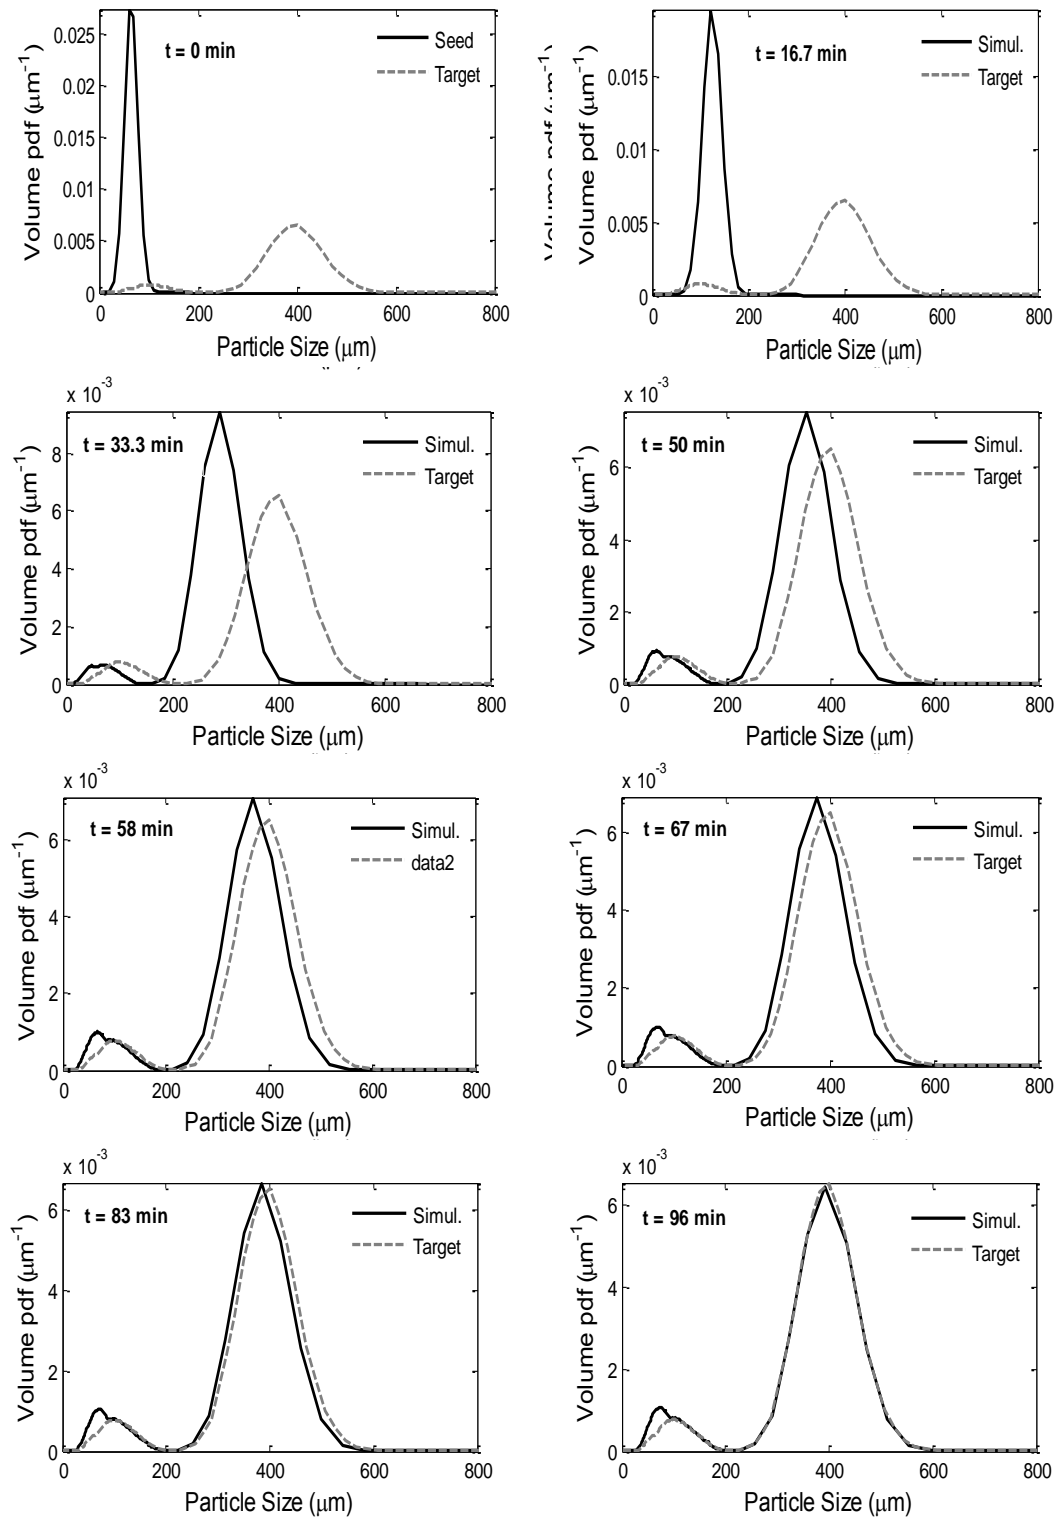 t = 0 min
Seed
Target
Volume pdf (μm⁻¹)
0.025
0.02
0.015
0.01
0.005
0
0 200 400 600 800
Particle Size (μm)
t = 16.7 min
Simul.
Target
Volume pdf (μm⁻¹)
0.015
0.01
0.005
0
0 200 400 600 800
Particle Size (μm)
x 10⁻³
t = 33.3 min
Simul.
Target
Volume pdf (μm⁻¹)
8
6
4
2
0
0 200 400 600 800
Particle Size (μm)
x 10⁻³
t = 50 min
Simul.
Target
Volume pdf (μm⁻¹)
6
4
2
0
0 200 400 600 800
Particle Size (μm)
x 10⁻³
t = 58 min
Simul.
data2
Volume pdf (μm⁻¹)
6
4
2
0
0 200 400 600 800
Particle Size (μm)
x 10⁻³
t = 67 min
Simul.
Target
Volume pdf (μm⁻¹)
6
4
2
0
0 200 400 600 800
Particle Size (μm)
x 10⁻³
t = 83 min
Simul.
Target
Volume pdf (μm⁻¹)
6
4
2
0
0 200 400 600 800
Particle Size (μm)
x 10⁻³
t = 96 min
Simul.
Target
Volume pdf (μm⁻¹)
6
4
2
0
0 200 400 600 800
Particle Size (μm)